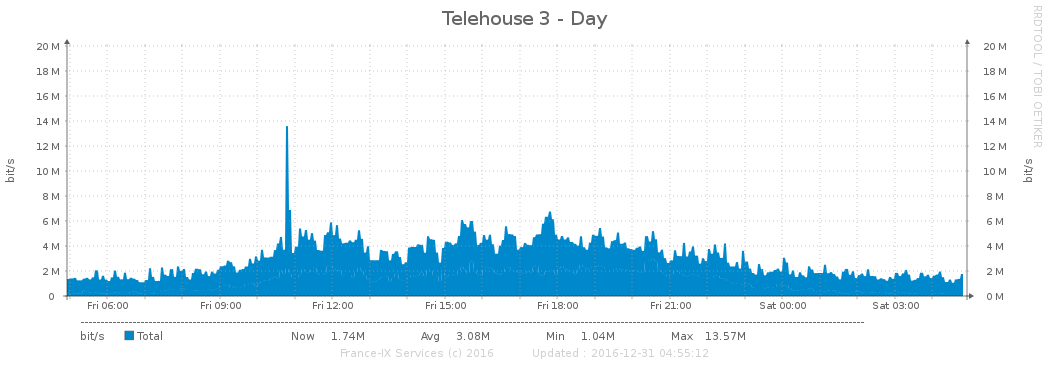 Telehouse 3 - Day
RRDTOOL / TOBI OETIKER
20 M 20 M
18 M 18 M
16 M 16 M
14 M 14 M
12 M 12 M
10 M 10 M
8 M 8 M
6 M 6 M
4 M 4 M
2 M 2 M
0 0 M
bit/s bit/s
Fri 06:00 Fri 09:00 Fri 12:00 Fri 15:00 Fri 18:00 Fri 21:00 Sat 00:00 Sat 03:00
bit/s Total Now 1.74M Avg 3.08M Min 1.04M Max 13.57M
France-IX Services (c) 2016 Updated : 2016-12-31 04:55:12